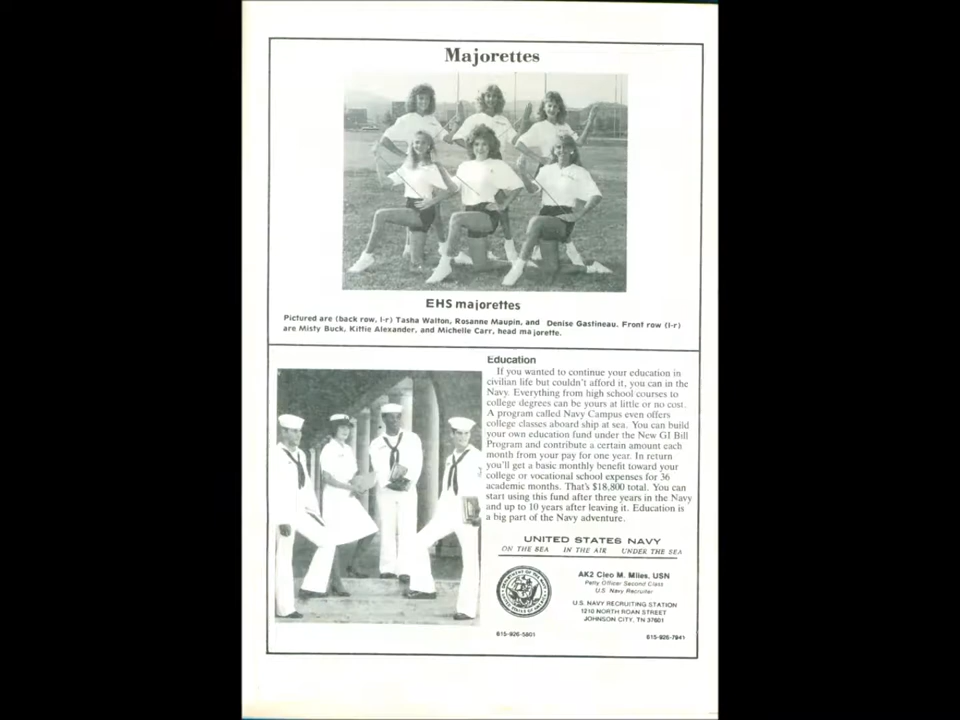 Majorettes
EHS majorettes
Pictured are (back row, l-r) Tasha Walton, Rosanne Maupin, and Denise Gastineau. Front row (l-r)
are Misty Buck, Kittie Alexander, and Michelle Carr, head majorette.
Education
If you wanted to continue your education in
civilian life but couldn't afford it, you can in the
Navy. Everything from high school courses to
college degrees can be yours at little or no cost.
A program called Navy Campus even offers
college classes aboard ship at sea. You can build
your own education fund under the New GI Bill
Program and contribute a certain amount each
month from your pay for one year. In return
you'll get a basic monthly benefit toward your
college or vocational school expenses for 36
academic months. That's $18,800 total. You can
start using this fund after three years in the Navy
and up to 10 years after leaving it. Education is
a big part of the Navy adventure.
UNITED STATES NAVY
ON THE SEA IN THE AIR UNDER THE SEA
DEPARTMENT OF THE NAVY
UNITED STATES OF AMERICA
AK2 Cleo M. Miles, USN
Petty Officer Second Class
U.S. Navy Recruiter
U.S. NAVY RECRUITING STATION
1210 NORTH ROAN STREET
JOHNSON CITY, TN 37601
615-926-5801
615-926-7941